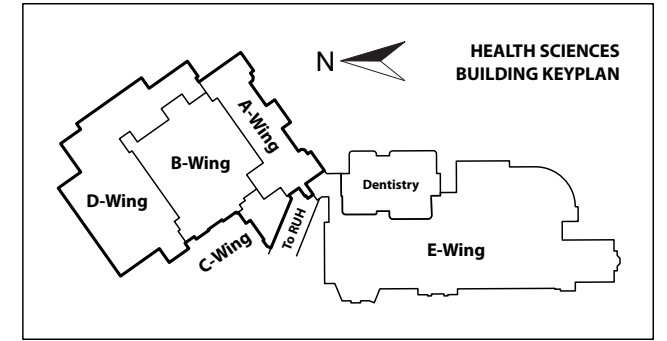 N
HEALTH SCIENCES
BUILDING KEYPLAN
A-Wing
B-Wing
D-Wing
C-Wing
To RUH
Dentistry
E-Wing